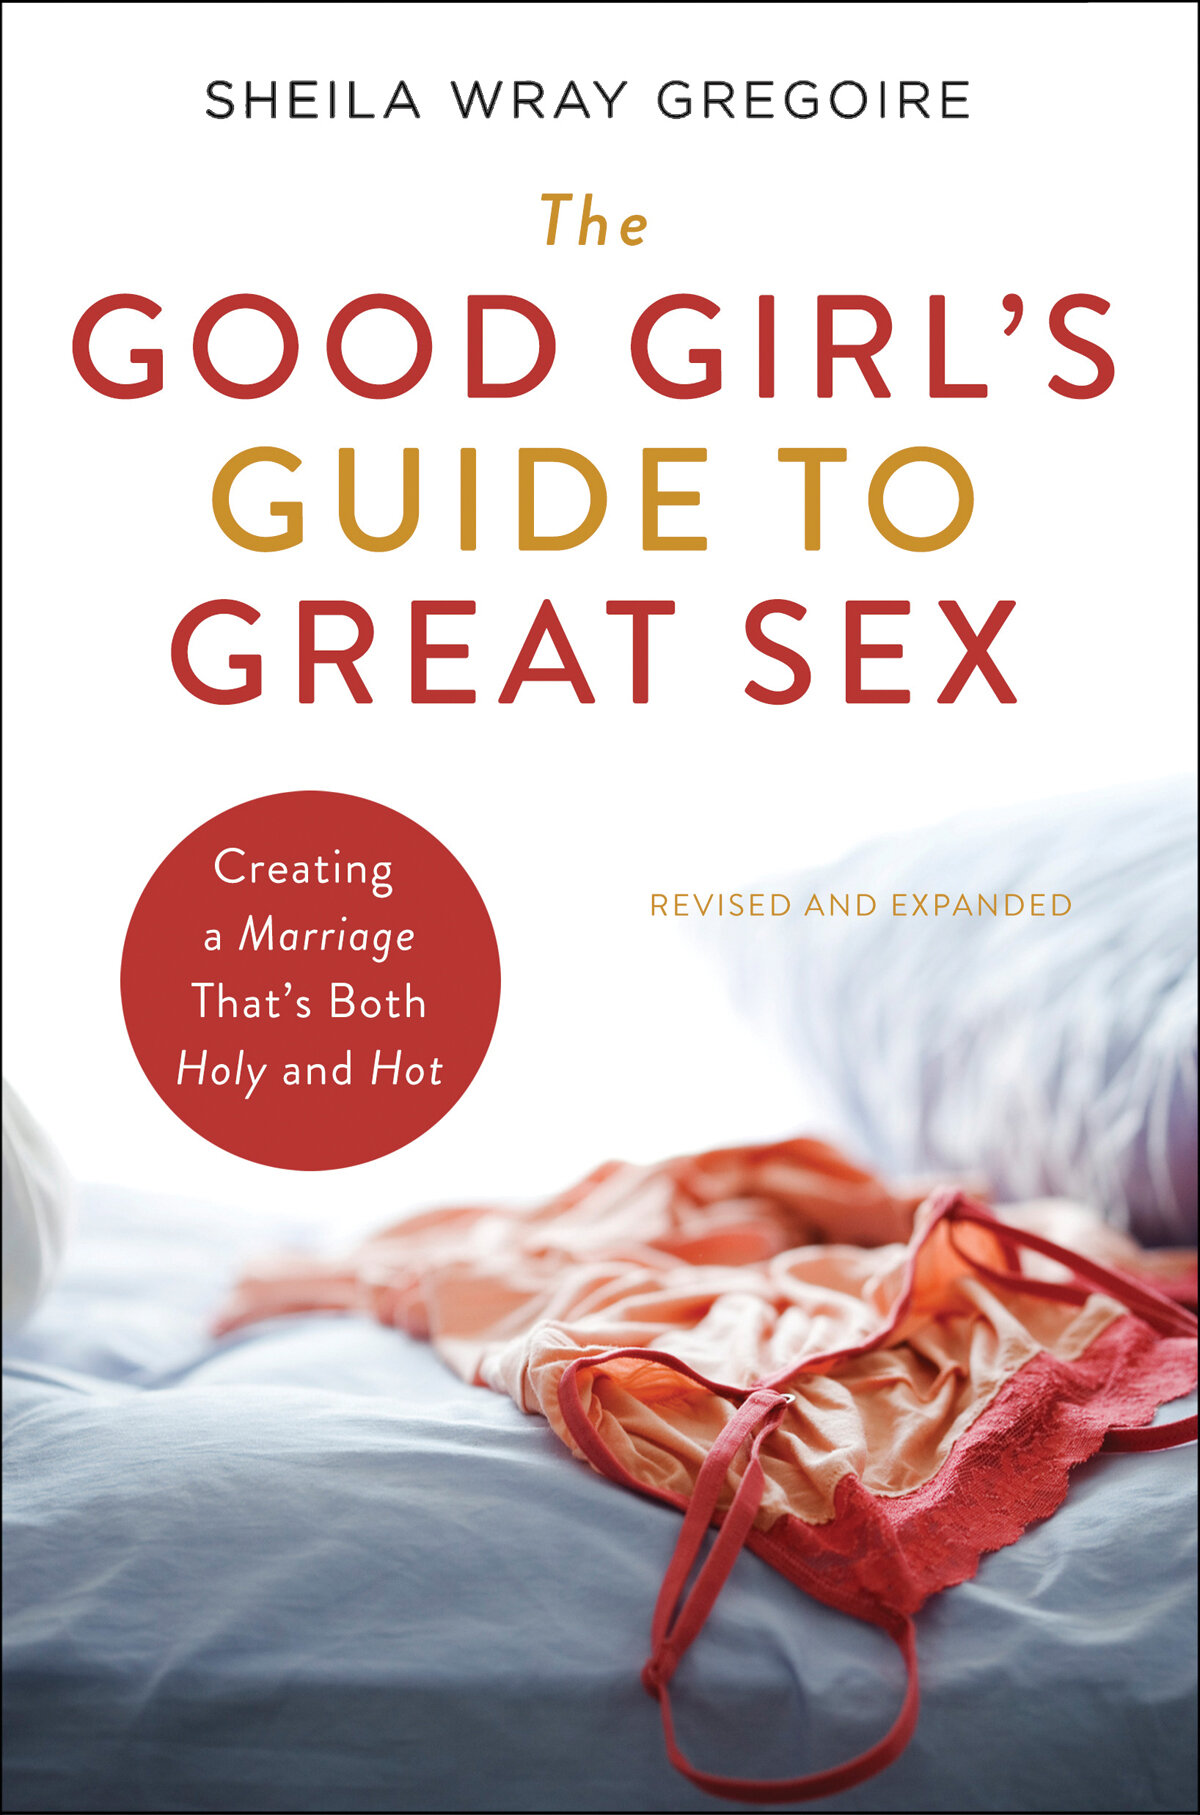 SHEILA WRAY GREGOIRE
The
GOOD GIRL’S
GUIDE TO
GREAT SEX
Creating
a Marriage
That’s Both
Holy and Hot
REVISED AND EXPANDED